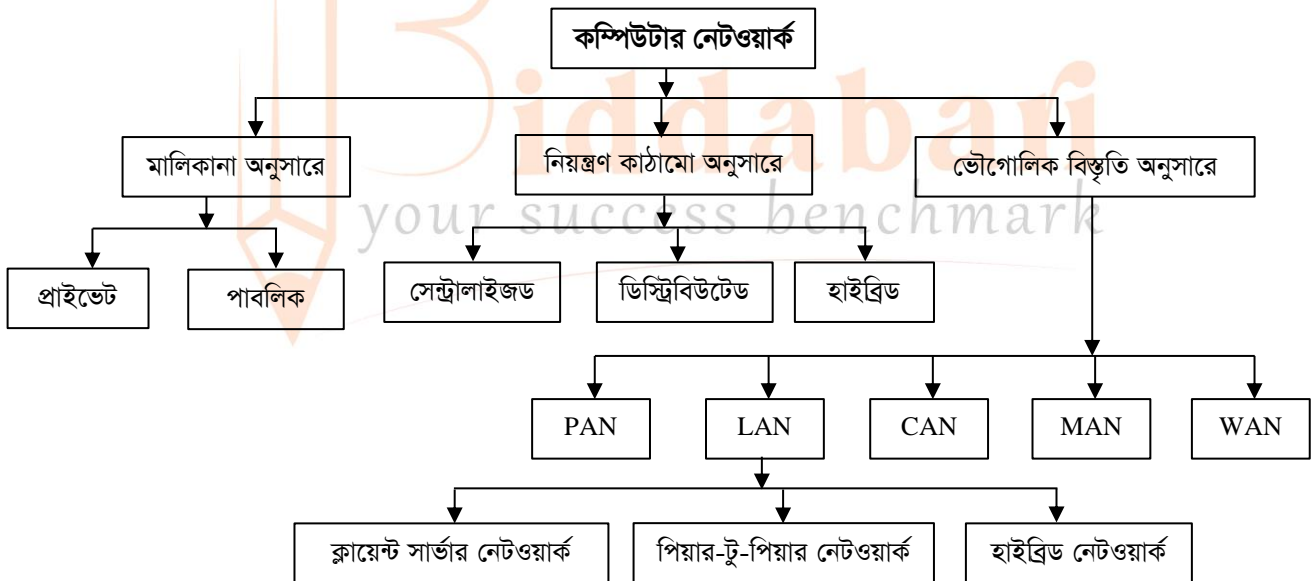 কম্পিউটার নেটওয়ার্ক
Biddabari
মালিকানা অনুসারে
নিয়ন্ত্রণ কাঠামো অনুসারে
ভৌগোলিক বিস্তৃতি অনুসারে
your success benchmark
প্রাইভেট
পাবলিক
সেন্ট্রালাইজড
ডিস্ট্রিবিউটেড
হাইব্রিড
PAN
LAN
CAN
MAN
WAN
ক্লায়েন্ট সার্ভার নেটওয়ার্ক
পিয়ার-টু-পিয়ার নেটওয়ার্ক
হাইব্রিড নেটওয়ার্ক